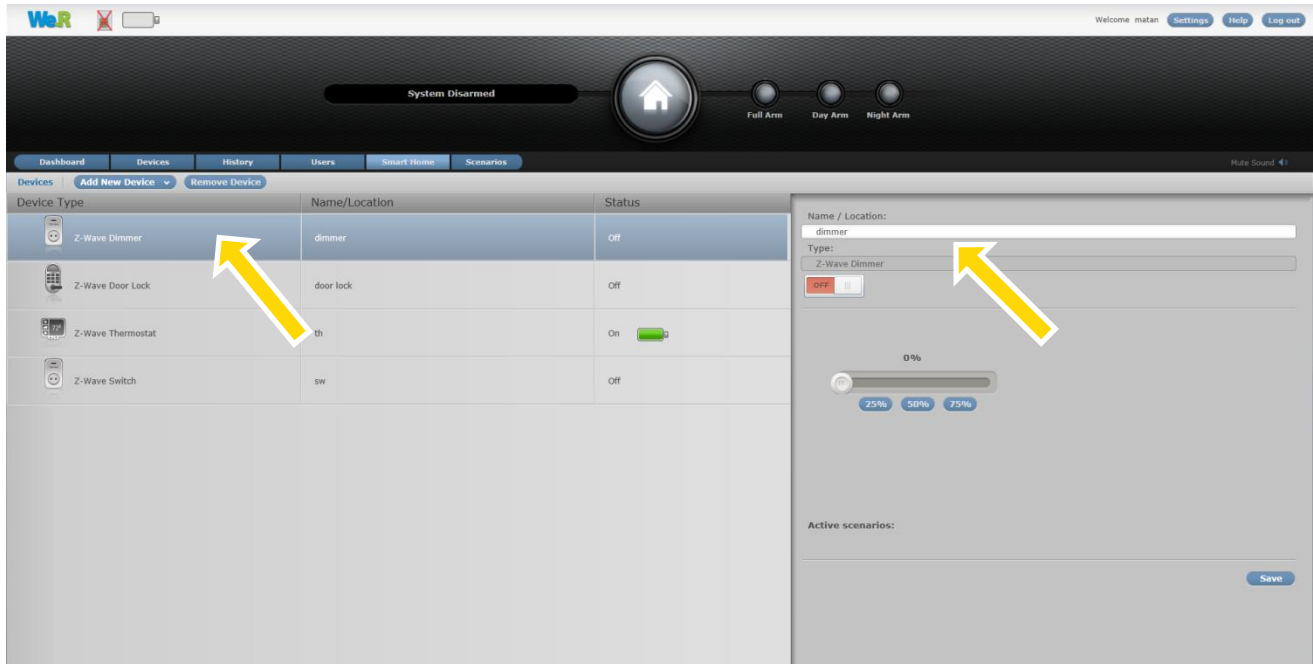 WeR
Welcome matan Settings Help Log out
System Disarmed
Full Arm Day Arm Night Arm
Dashboard Devices History Users Smart Home Scenarios Mute Sound
Devices Add New Device Remove Device
Device Type Name/Location Status
Z-Wave Dimmer dimmer Off
Z-Wave Door Lock door lock Off
Z-Wave Thermostat th On
Z-Wave Switch sw Off
Name / Location:
dimmer
Type:
Z-Wave Dimmer
OFF
0%
25% 50% 75%
Active scenarios:
Save